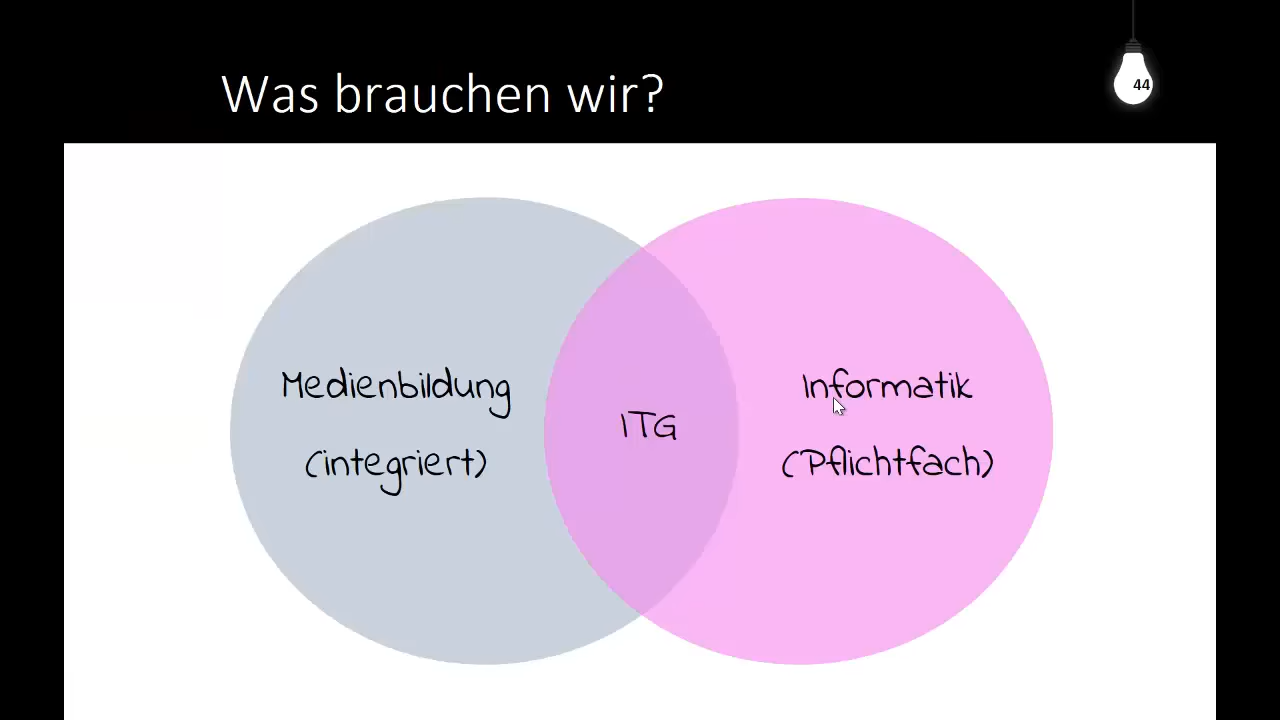 Was brauchen wir?
44
Medienbildung
(integriert)
ITG
Informatik
(Pflichtfach)